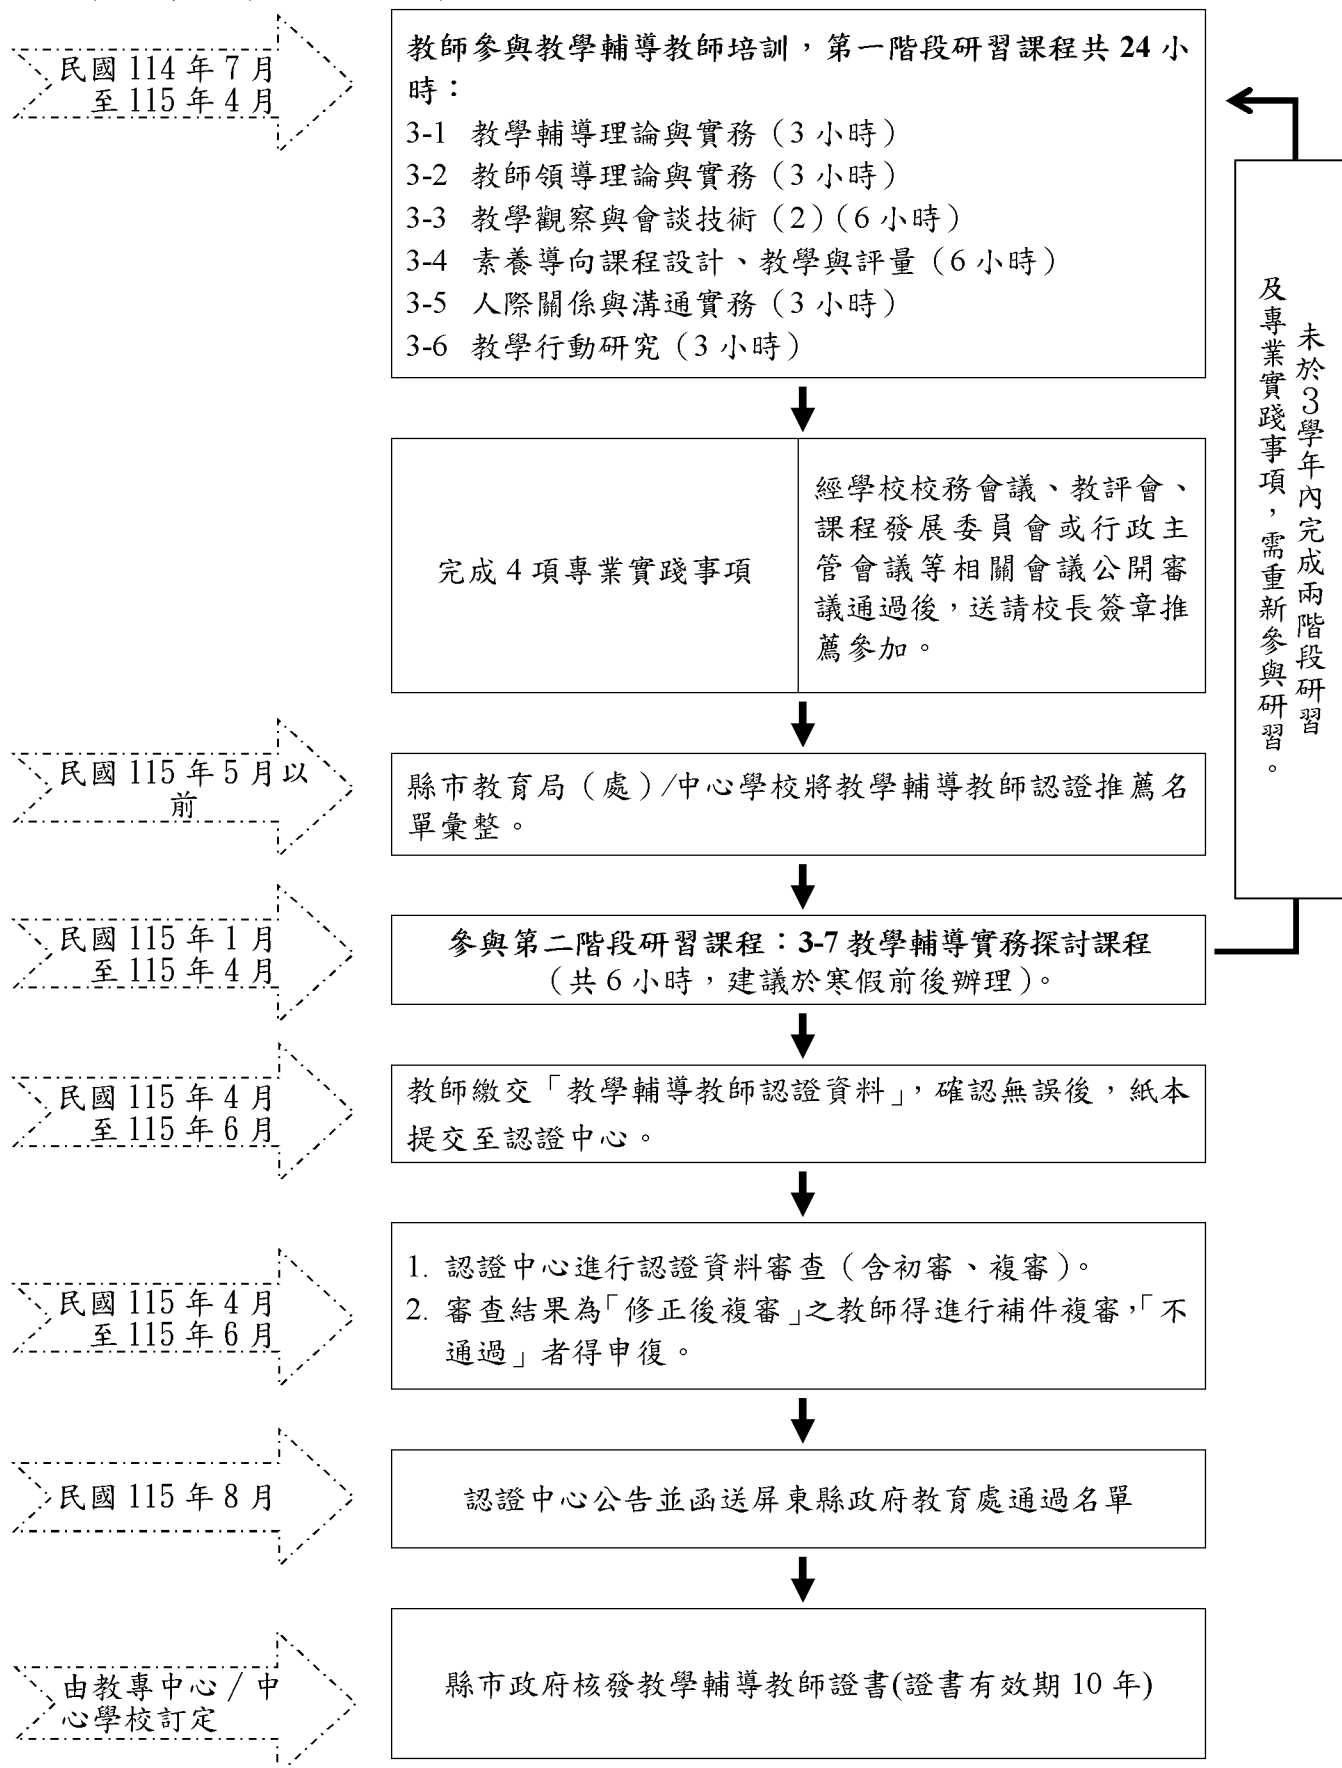 民國 114 年 7 月
至 115 年 4 月
教師參與教學輔導教師培訓，第一階段研習課程共 24 小
時：
3-1 教學輔導理論與實務（3 小時）
3-2 教師領導理論與實務（3 小時）
3-3 教學觀察與會談技術（2）（6 小時）
3-4 素養導向課程設計、教學與評量（6 小時）
3-5 人際關係與溝通實務（3 小時）
3-6 教學行動研究（3 小時）
未於3學年內完成兩階段研習
及專業實踐事項，需重新參與研習。
完成 4 項專業實踐事項
經學校校務會議、教評會、
課程發展委員會或行政主
管會議等相關會議公開審
議通過後，送請校長簽章推
薦參加。
民國 115 年 5 月以
前
縣市教育局（處）/中心學校將教學輔導教師認證推薦名
單彙整。
民國 115 年 1 月
至 115 年 4 月
參與第二階段研習課程：3-7 教學輔導實務探討課程
（共 6 小時，建議於寒假前後辦理）。
民國 115 年 4 月
至 115 年 6 月
教師繳交「教學輔導教師認證資料」，確認無誤後，紙本
提交至認證中心。
民國 115 年 4 月
至 115 年 6 月
1. 認證中心進行認證資料審查（含初審、複審）。
2. 審查結果為「修正後複審」之教師得進行補件複審，「不
通過」者得申復。
民國 115 年 8 月
認證中心公告並函送屏東縣政府教育處通過名單
由教專中心／中
心學校訂定
縣市政府核發教學輔導教師證書(證書有效期 10 年)